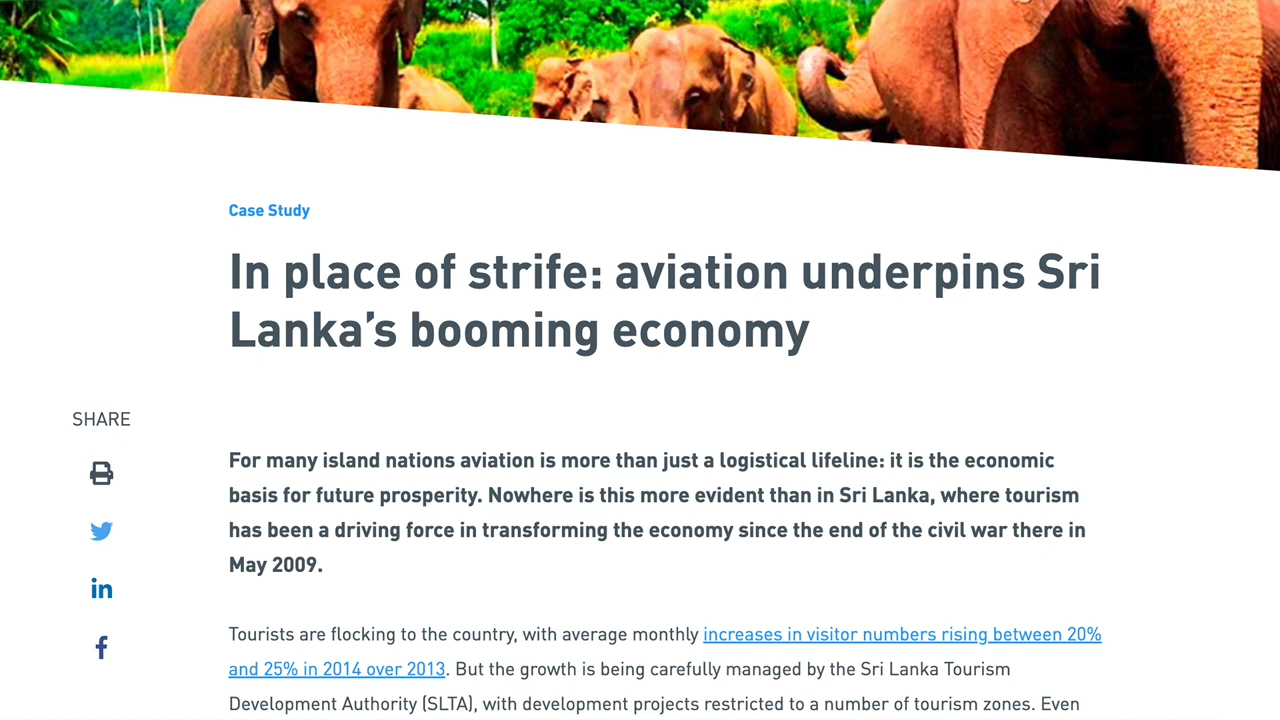 Case Study
In place of strife: aviation underpins Sri
Lanka’s booming economy
SHARE
For many island nations aviation is more than just a logistical lifeline: it is the economic
basis for future prosperity. Nowhere is this more evident than in Sri Lanka, where tourism
has been a driving force in transforming the economy since the end of the civil war there in
May 2009.
Tourists are flocking to the country, with average monthly increases in visitor numbers rising between 20%
and 25% in 2014 over 2013. But the growth is being carefully managed by the Sri Lanka Tourism
Development Authority (SLTA), with development projects restricted to a number of tourism zones. Even